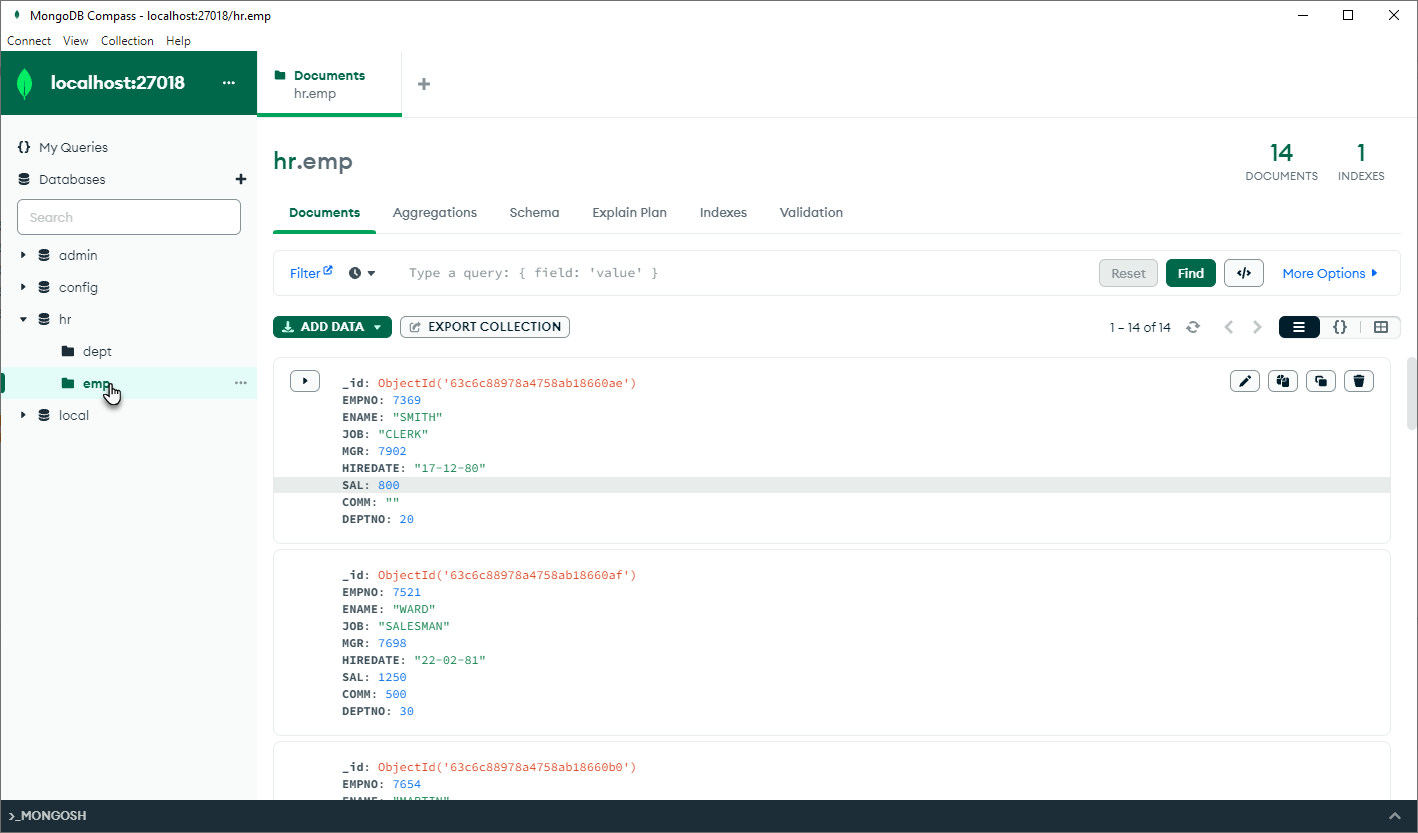 MongoDB Compass - localhost:27018/hr.emp
Connect View Collection Help
localhost:27018 ···
Documents
hr.emp
+
{} My Queries
Databases +
Search
admin
config
hr
dept
emp ···
local
hr.emp
14
DOCUMENTS
1
INDEXES
Documents Aggregations Schema Explain Plan Indexes Validation
Filter Type a query: { field: 'value' } Reset Find </> More Options
ADD DATA EXPORT COLLECTION 1 – 14 of 14 {}
_id: ObjectId('63c6c88978a4758ab18660ae')
EMPNO: 7369
ENAME: "SMITH"
JOB: "CLERK"
MGR: 7902
HIREDATE: "17-12-80"
SAL: 800
COMM: ""
DEPTNO: 20
_id: ObjectId('63c6c88978a4758ab18660af')
EMPNO: 7521
ENAME: "WARD"
JOB: "SALESMAN"
MGR: 7698
HIREDATE: "22-02-81"
SAL: 1250
COMM: 500
DEPTNO: 30
_id: ObjectId('63c6c88978a4758ab18660b0')
EMPNO: 7654
ENAME: "MARTIN"
>_MONGOSH